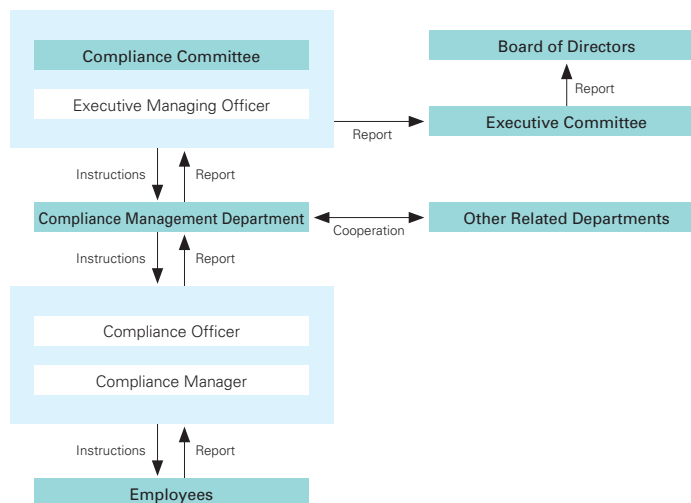 Compliance Committee
Board of Directors
Executive Managing Officer
Report
Executive Committee
Report
Instructions
Report
Compliance Management Department
Other Related Departments
Cooperation
Instructions
Report
Compliance Officer
Compliance Manager
Instructions
Report
Employees